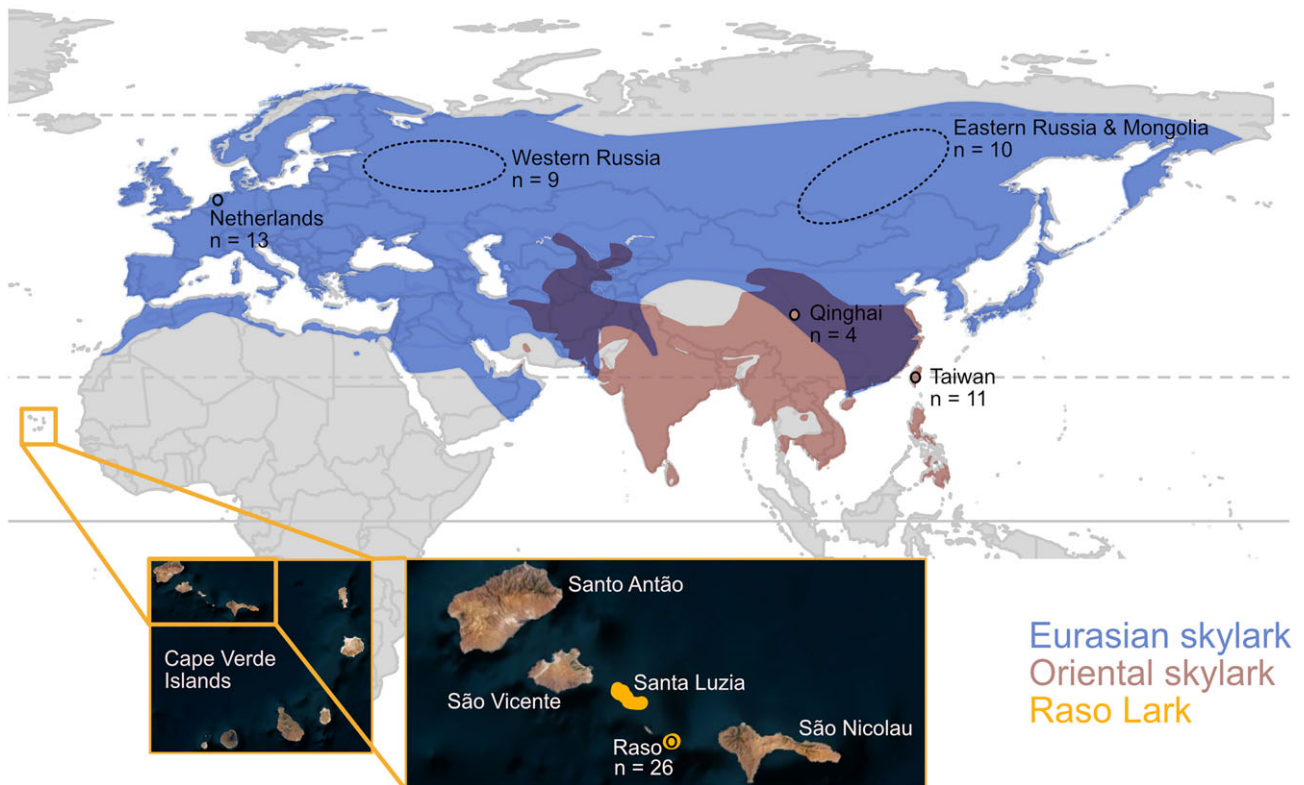 Eastern Russia & Mongolia
n = 10
Western Russia
n = 9
Netherlands
n = 13
Qinghai
n = 4
Taiwan
n = 11
Santo Antão
Cape Verde
Islands
Santa Luzia
São Vicente
São Nicolau
Raso
n = 26
Eurasian skylark
Oriental skylark
Raso Lark